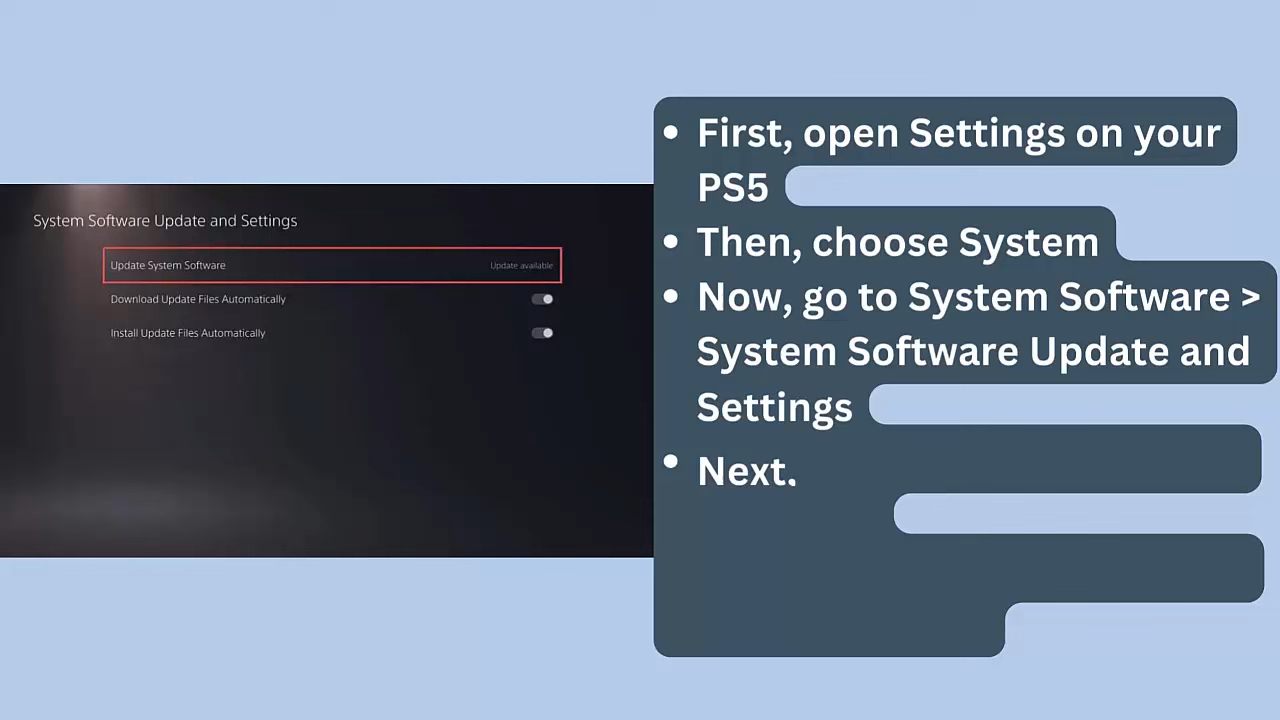 System Software Update and Settings
Update System Software Update available
Download Update Files Automatically
Install Update Files Automatically
• First, open Settings on your
PS5
• Then, choose System
• Now, go to System Software >
System Software Update and
Settings
• Next,